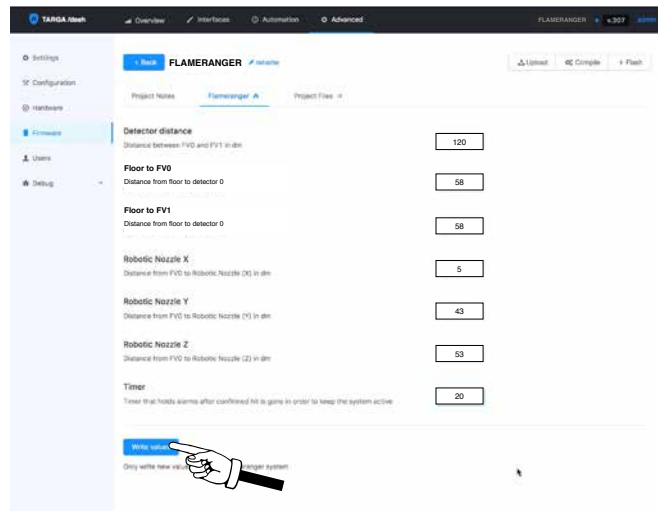 TARGA /dash
Overview
Interfaces
Automation
Advanced
FLAMERANGER
v.307
admin
Settings
Configuration
Hardware
Firmware
Users
Debug
‹ Back
FLAMERANGER
rename
Upload
Compile
Flash
Project Notes
Flameranger
Project Files
Detector distance
Distance between FV0 and FV1 in dm
120
Floor to FV0
Distance from floor to detector 0
58
Floor to FV1
Distance from floor to detector 0
58
Robotic Nozzle X
Distance from FV0 to Robotic Nozzle (X) in dm
5
Robotic Nozzle Y
Distance from FV0 to Robotic Nozzle (Y) in dm
43
Robotic Nozzle Z
Distance from FV0 to Robotic Nozzle (Z) in dm
53
Timer
Timer that holds alarms after confirmed hit is gone in order to keep the system active
20
Write values
Only write new
system